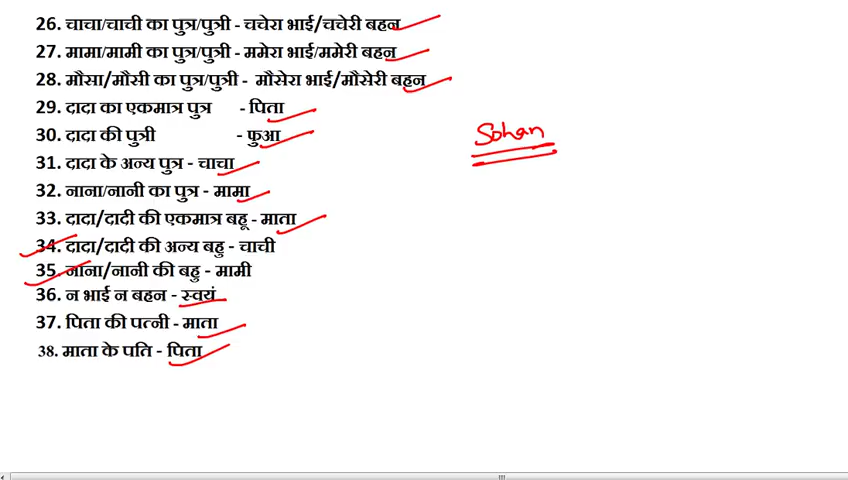 26. चाचा/चाची का पुत्र/पुत्री - चचेरा भाई/चचेरी बहन
27. मामा/मामी का पुत्र/पुत्री - ममेरा भाई/ममेरी बहन
28. मौसा/मौसी का पुत्र/पुत्री - मौसेरा भाई/मौसेरी बहन
29. दादा का एकमात्र पुत्र - पिता
30. दादा की पुत्री - फुआ
Sohan
31. दादा के अन्य पुत्र - चाचा
32. नाना/नानी का पुत्र - मामा
33. दादा/दादी की एकमात्र बहू - माता
34. दादा/दादी की अन्य बहु - चाची
35. नाना/नानी की बहु - मामी
36. न भाई न बहन - स्वयं
37. पिता की पत्नी - माता
38. माता के पति - पिता